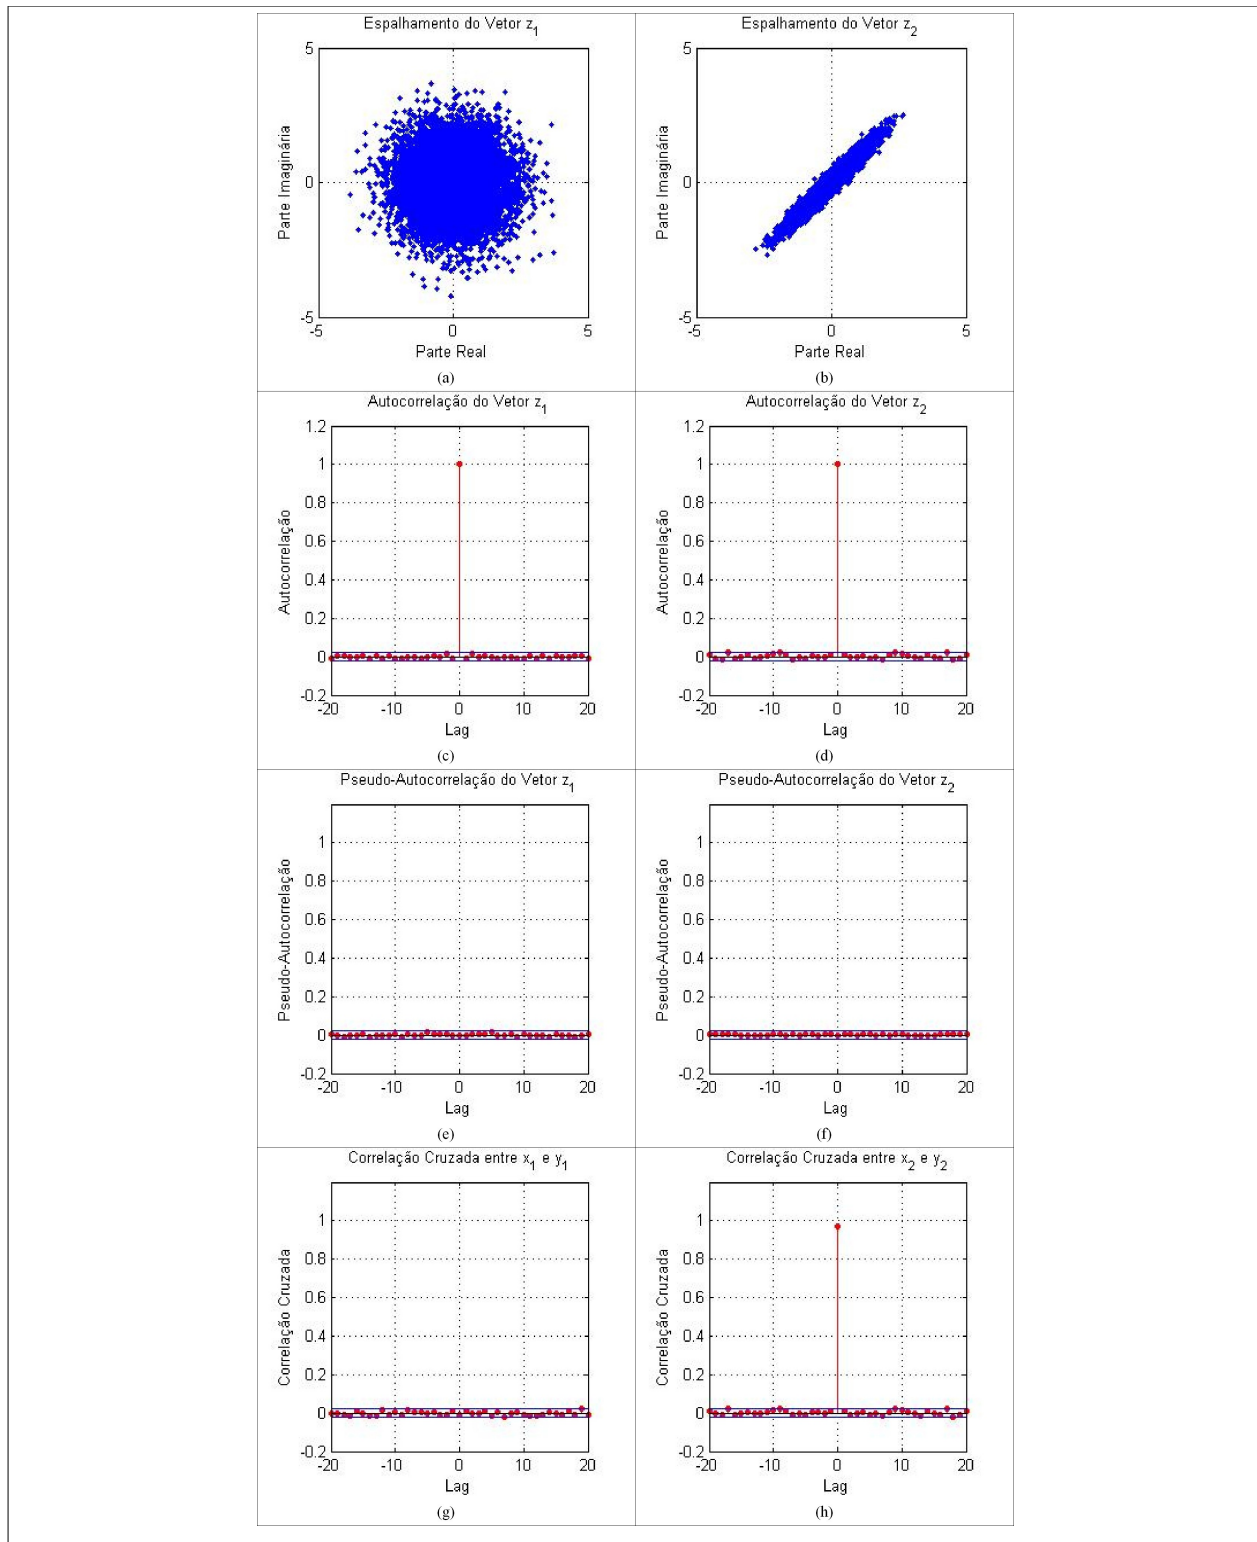 Espalhamento do Vetor z1
5
0
-5
-5 0 5
Parte Imaginária
Parte Real
(a)
Espalhamento do Vetor z2
5
0
-5
-5 0 5
Parte Imaginária
Parte Real
(b)
Autocorrelação do Vetor z1
1.2
1
0.8
0.6
0.4
0.2
0
-0.2
-20 -10 0 10 20
Autocorrelação
Lag
(c)
Autocorrelação do Vetor z2
1.2
1
0.8
0.6
0.4
0.2
0
-0.2
-20 -10 0 10 20
Autocorrelação
Lag
(d)
Pseudo-Autocorrelação do Vetor z1
1
0.8
0.6
0.4
0.2
0
-0.2
-20 -10 0 10 20
Pseudo-Autocorrelação
Lag
(e)
Pseudo-Autocorrelação do Vetor z2
1
0.8
0.6
0.4
0.2
0
-0.2
-20 -10 0 10 20
Pseudo-Autocorrelação
Lag
(f)
Correlação Cruzada entre x1 e y1
1
0.8
0.6
0.4
0.2
0
-0.2
-20 -10 0 10 20
Correlação Cruzada
Lag
(g)
Correlação Cruzada entre x2 e y2
1
0.8
0.6
0.4
0.2
0
-0.2
-20 -10 0 10 20
Correlação Cruzada
Lag
(h)